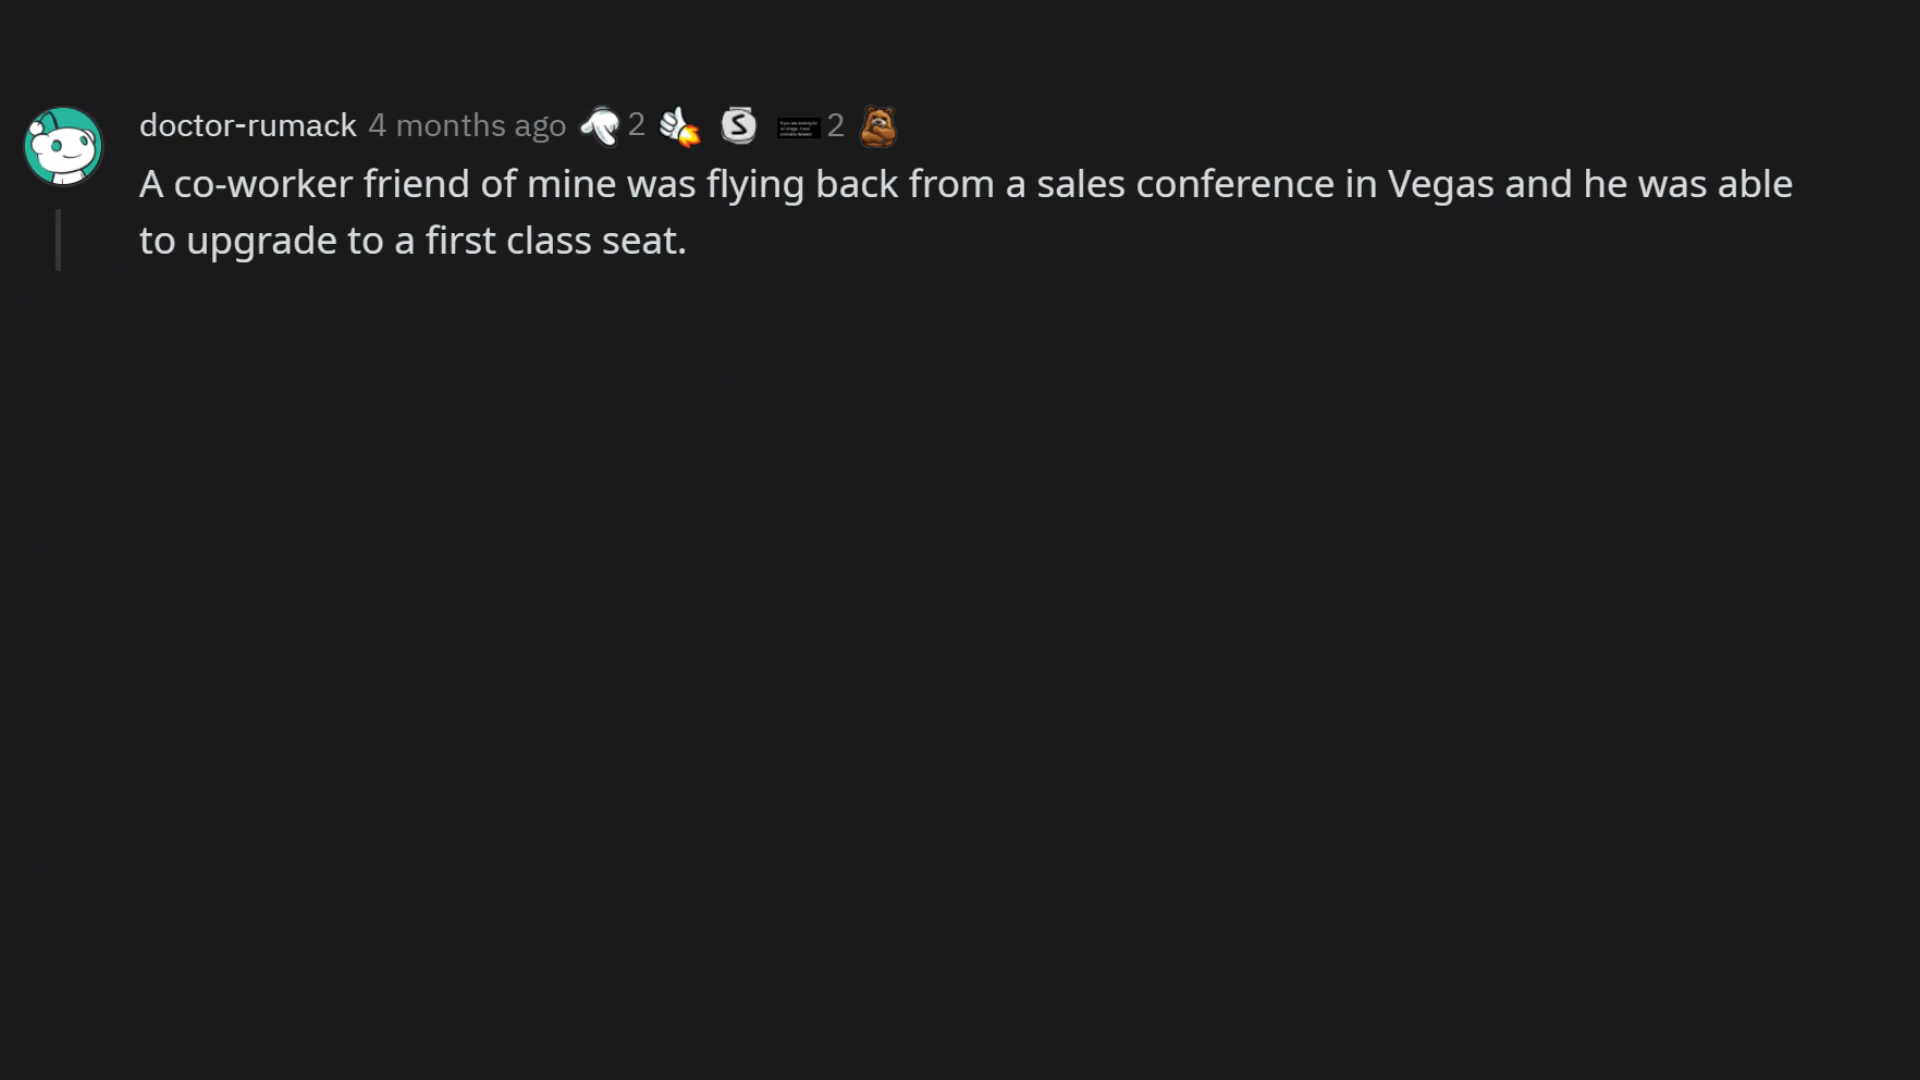 doctor-rumack 4 months ago 2 S 2
A co-worker friend of mine was flying back from a sales conference in Vegas and he was able
to upgrade to a first class seat.